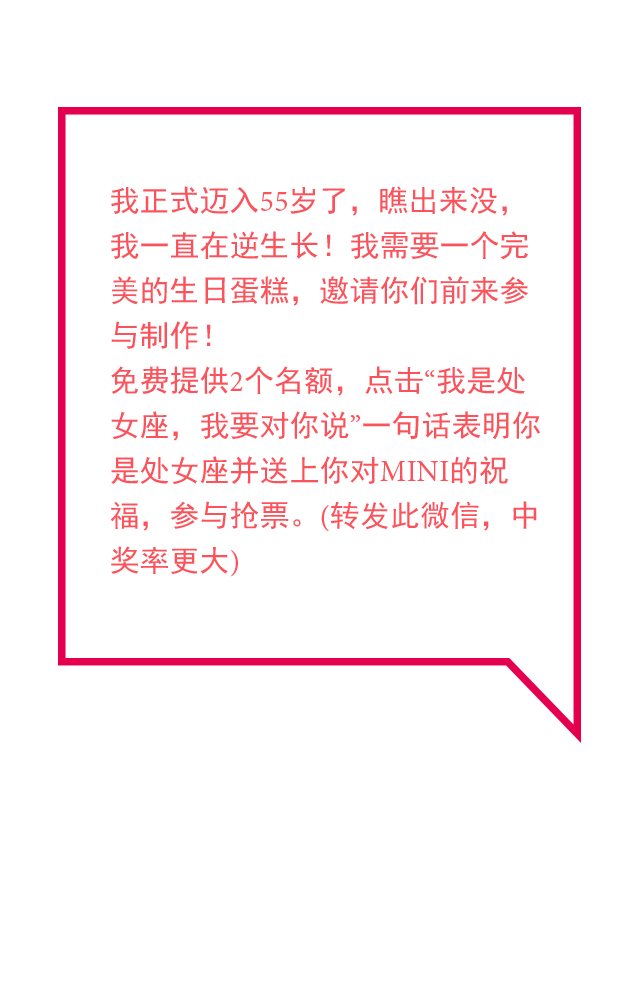 我正式迈入55岁了，瞧出来没，
我一直在逆生长！我需要一个完
美的生日蛋糕，邀请你们前来参
与制作！
免费提供2个名额，点击“我是处
女座，我要对你说”一句话表明你
是处女座并送上你对MINI的祝
福，参与抢票。(转发此微信，中
奖率更大)